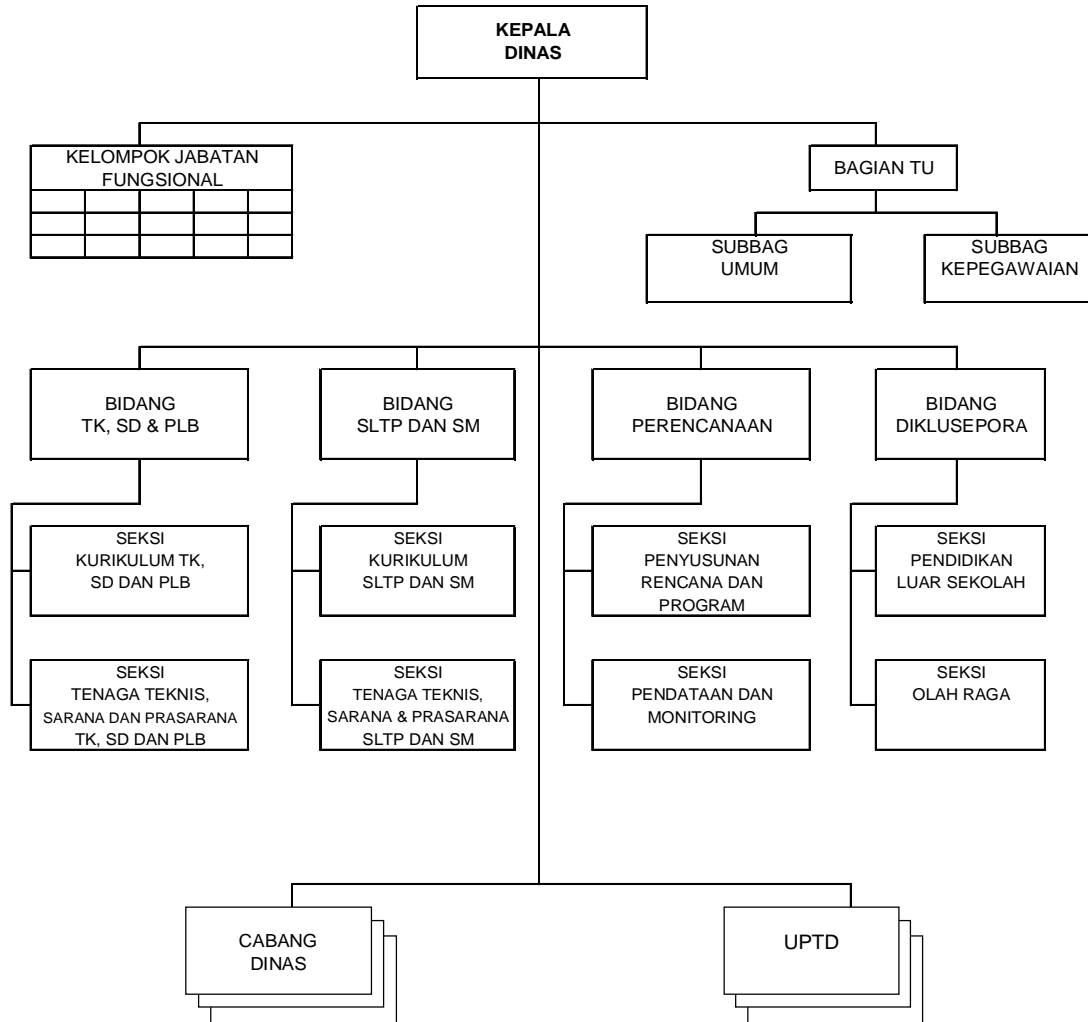 KEPALA
DINAS
KELOMPOK JABATAN
FUNGSIONAL
BAGIAN TU
SUBBAG
UMUM
SUBBAG
KEPEGAWAIAN
BIDANG
TK, SD & PLB
BIDANG
SLTP DAN SM
BIDANG
PERENCANAAN
BIDANG
DIKLUSEPORA
SEKSI
KURIKULUM TK,
SD DAN PLB
SEKSI
KURIKULUM
SLTP DAN SM
SEKSI
PENYUSUNAN
RENCANA DAN
PROGRAM
SEKSI
PENDIDIKAN
LUAR SEKOLAH
SEKSI
TENAGA TEKNIS,
SARANA DAN PRASARANA
TK, SD DAN PLB
SEKSI
TENAGA TEKNIS,
SARANA & PRASARANA
SLTP DAN SM
SEKSI
PENDATAAN DAN
MONITORING
SEKSI
OLAH RAGA
CABANG
DINAS
UPTD